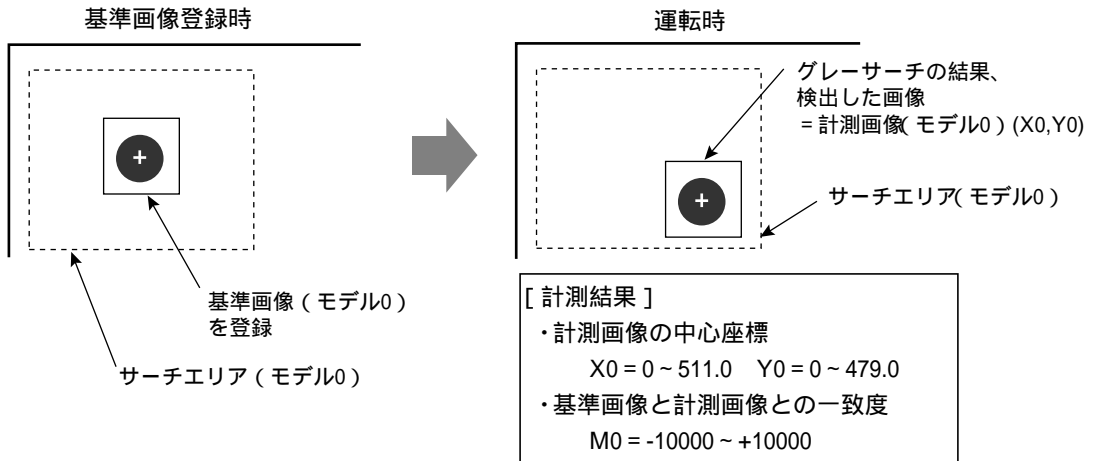 基準画像登録時
基準画像(モデル0)
を登録
サーチエリア(モデル0)
運転時
グレーサーチの結果、
検出した画像
=計測画像(モデル0)(X0,Y0)
サーチエリア(モデル0)
[計測結果]
・計測画像の中心座標
X0 = 0 ~ 511.0 Y0 = 0 ~ 479.0
・基準画像と計測画像との一致度
M0 = -10000 ~ +10000